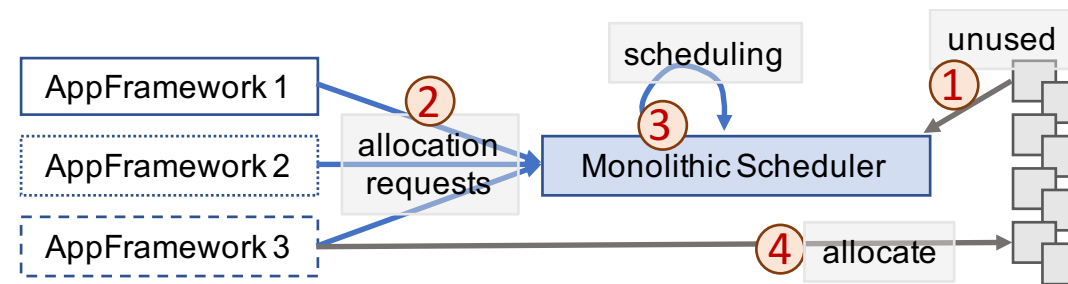 scheduling
unused
AppFramework 1
2
1
3
allocation
requests
AppFramework 2
Monolithic Scheduler
AppFramework 3
4
allocate